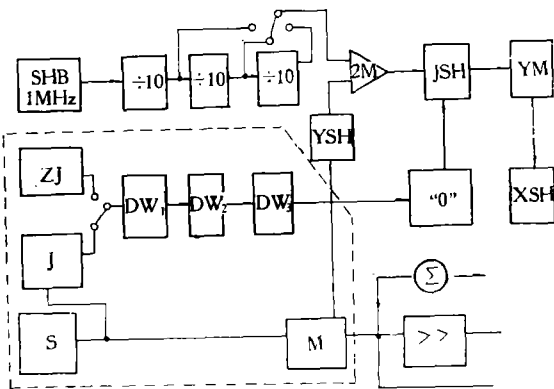 SHB
1MHz
÷10
÷10
÷10
2M
JSH
YM
YSH
ZJ
DW₁
DW₂
DW₃
"0"
XSH
J
Σ
S
M
>>